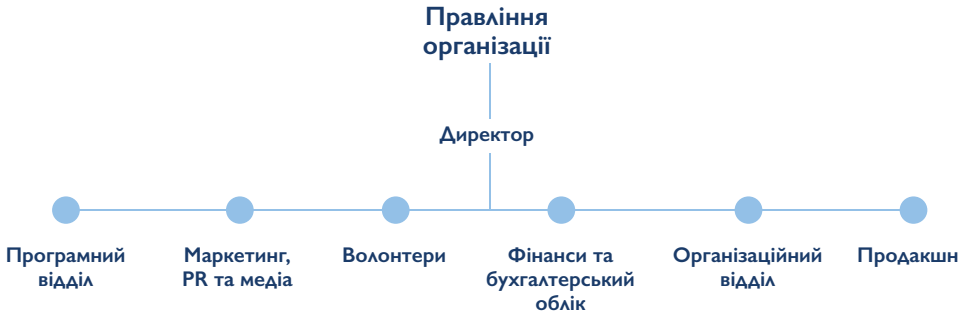 Правління
організації
Директор
Програмний
відділ
Маркетинг,
PR та медіа
Волонтери
Фінанси та
бухгалтерський
облік
Організаційний
відділ
Продакшн